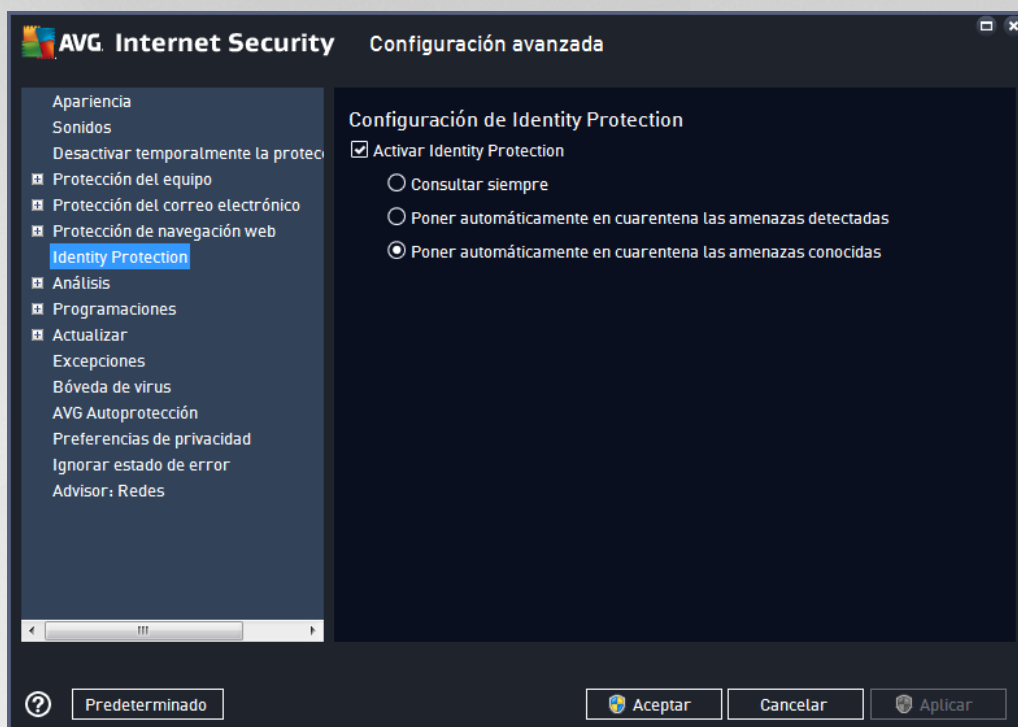 AVG. Internet Security Configuración avanzada
Apariencia
Sonidos
Desactivar temporalmente la protec
Protección del equipo
Protección del correo electrónico
Protección de navegación web
Identity Protection
Análisis
Programaciones
Actualizar
Excepciones
Bóveda de virus
AVG Autoprotección
Preferencias de privacidad
Ignorar estado de error
Advisor: Redes
Configuración de Identity Protection
Activar Identity Protection
Consultar siempre
Poner automáticamente en cuarentena las amenazas detectadas
Poner automáticamente en cuarentena las amenazas conocidas
Predeterminado
Aceptar
Cancelar
Aplicar